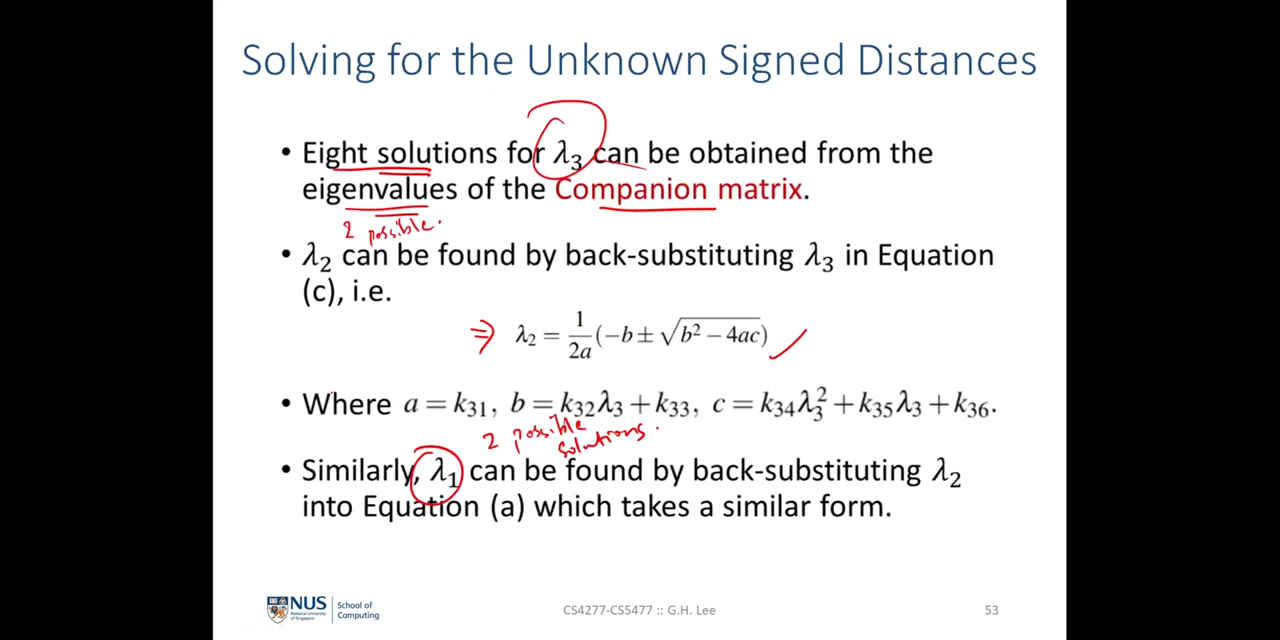 Solving for the Unknown Signed Distances
• Eight solutions for λ₃ can be obtained from the
eigenvalues of the Companion matrix.
2 possible.
• λ₂ can be found by back-substituting λ₃ in Equation
(c), i.e.
⇒ λ₂ = 1/2a (−b ± √(b² − 4ac))
• Where a = k₃₁, b = k₃₂λ₃ + k₃₃, c = k₃₄λ₃² + k₃₅λ₃ + k₃₆.
2 possible
solutions.
• Similarly, λ₁ can be found by back-substituting λ₂
into Equation (a) which takes a similar form.
NUS
National University
of Singapore
School of
Computing
CS4277-CS5477 :: G.H. Lee
53